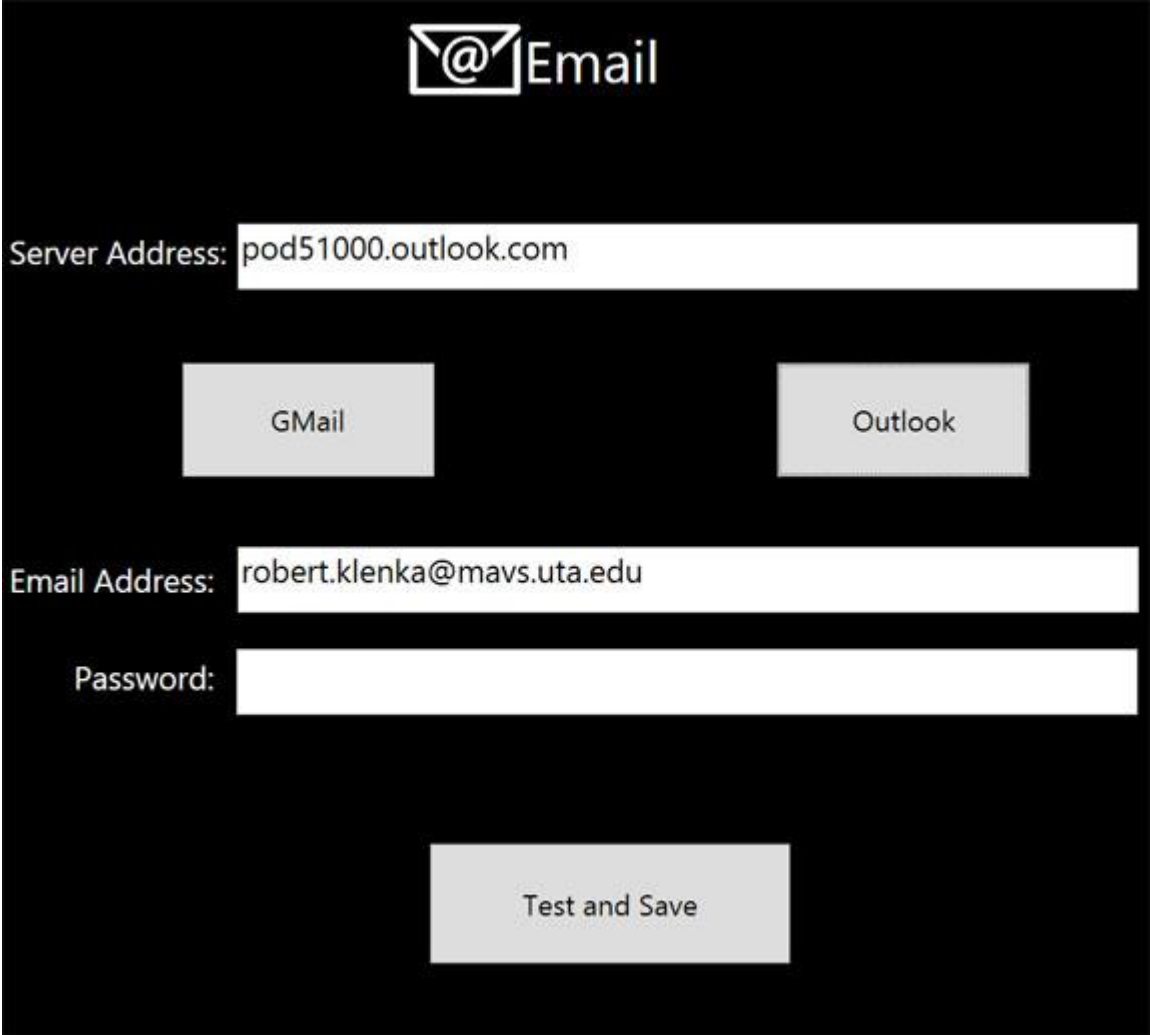 @Email
Server Address: pod51000.outlook.com
GMail Outlook
Email Address: robert.klenka@mavs.uta.edu
Password:
Test and Save